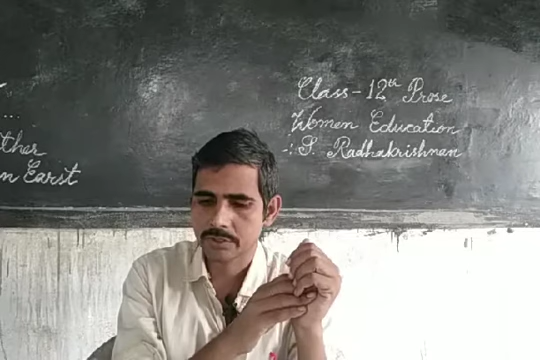 Class - 12th Prose
Women Education
:- S. Radhakrishnan
ther
n Earst